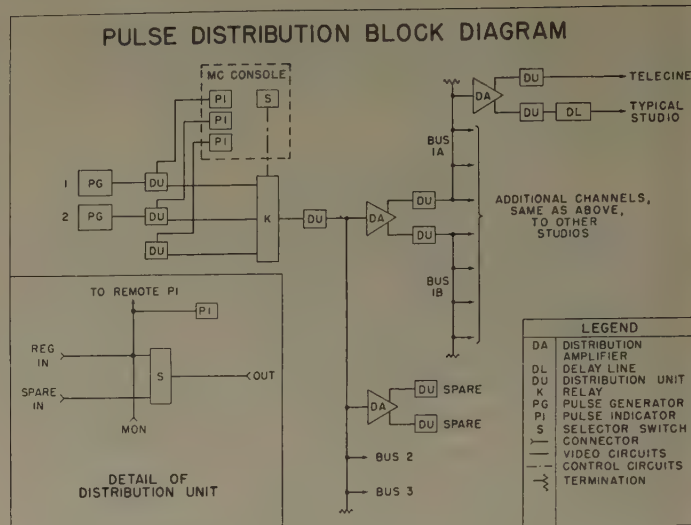 PULSE DISTRIBUTION BLOCK DIAGRAM
MC CONSOLE
PI
S
PI
PI
1
PG
DU
2
PG
DU
DU
K
DU
DA
DU
DU
DA
DU
TELECINE
DU
DL
TYPICAL
STUDIO
BUS
1A
ADDITIONAL CHANNELS,
SAME AS ABOVE,
TO OTHER
STUDIOS
BUS
1B
DA
DU
SPARE
DU
SPARE
BUS 2
BUS 3
TO REMOTE PI
PI
REG
IN
S
OUT
SPARE
IN
MON
DETAIL OF
DISTRIBUTION UNIT
LEGEND
DA DISTRIBUTION
AMPLIFIER
DL DELAY LINE
DU DISTRIBUTION UNIT
K RELAY
PG PULSE GENERATOR
PI PULSE INDICATOR
S SELECTOR SWITCH
CONNECTOR
VIDEO CIRCUITS
CONTROL CIRCUITS
TERMINATION